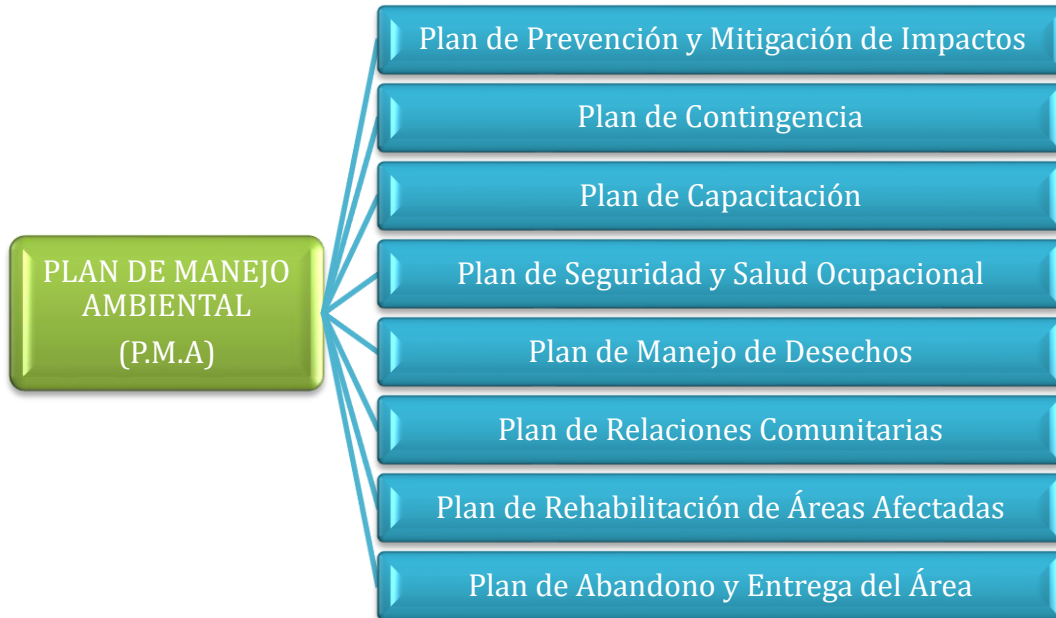 Plan de Prevención y Mitigación de Impactos
Plan de Contingencia
Plan de Capacitación
PLAN DE MANEJO
AMBIENTAL
(P.M.A)
Plan de Seguridad y Salud Ocupacional
Plan de Manejo de Desechos
Plan de Relaciones Comunitarias
Plan de Rehabilitación de Áreas Afectadas
Plan de Abandono y Entrega del Área